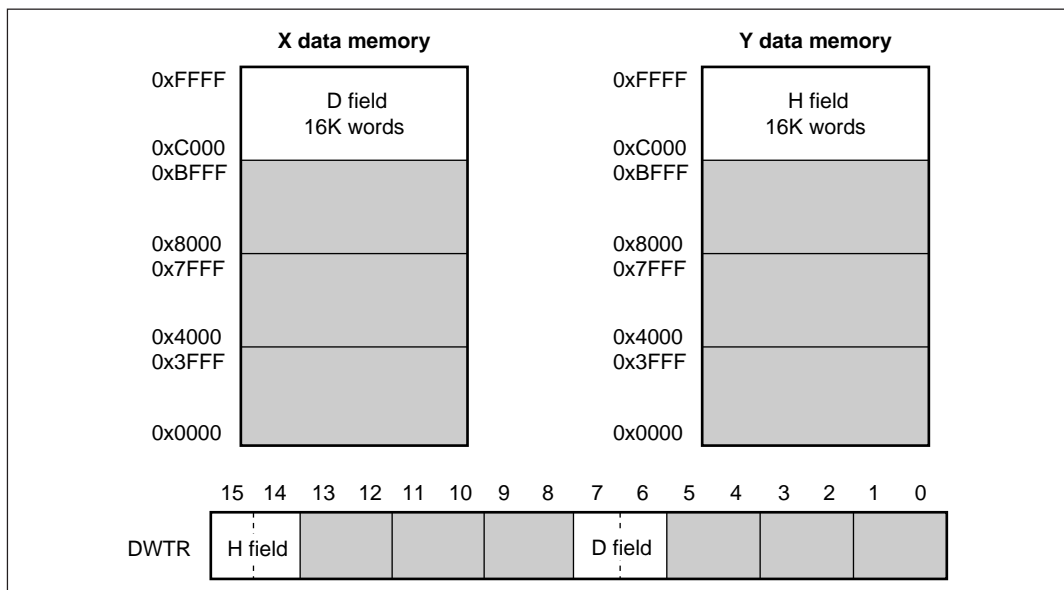 X data memory
Y data memory
0xFFFF
D field
16K words
0xC000
0xBFFF
0x8000
0x7FFF
0x4000
0x3FFF
0x0000
0xFFFF
H field
16K words
0xC000
0xBFFF
0x8000
0x7FFF
0x4000
0x3FFF
0x0000
15 14 13 12 11 10 9 8 7 6 5 4 3 2 1 0
DWTR H field D field